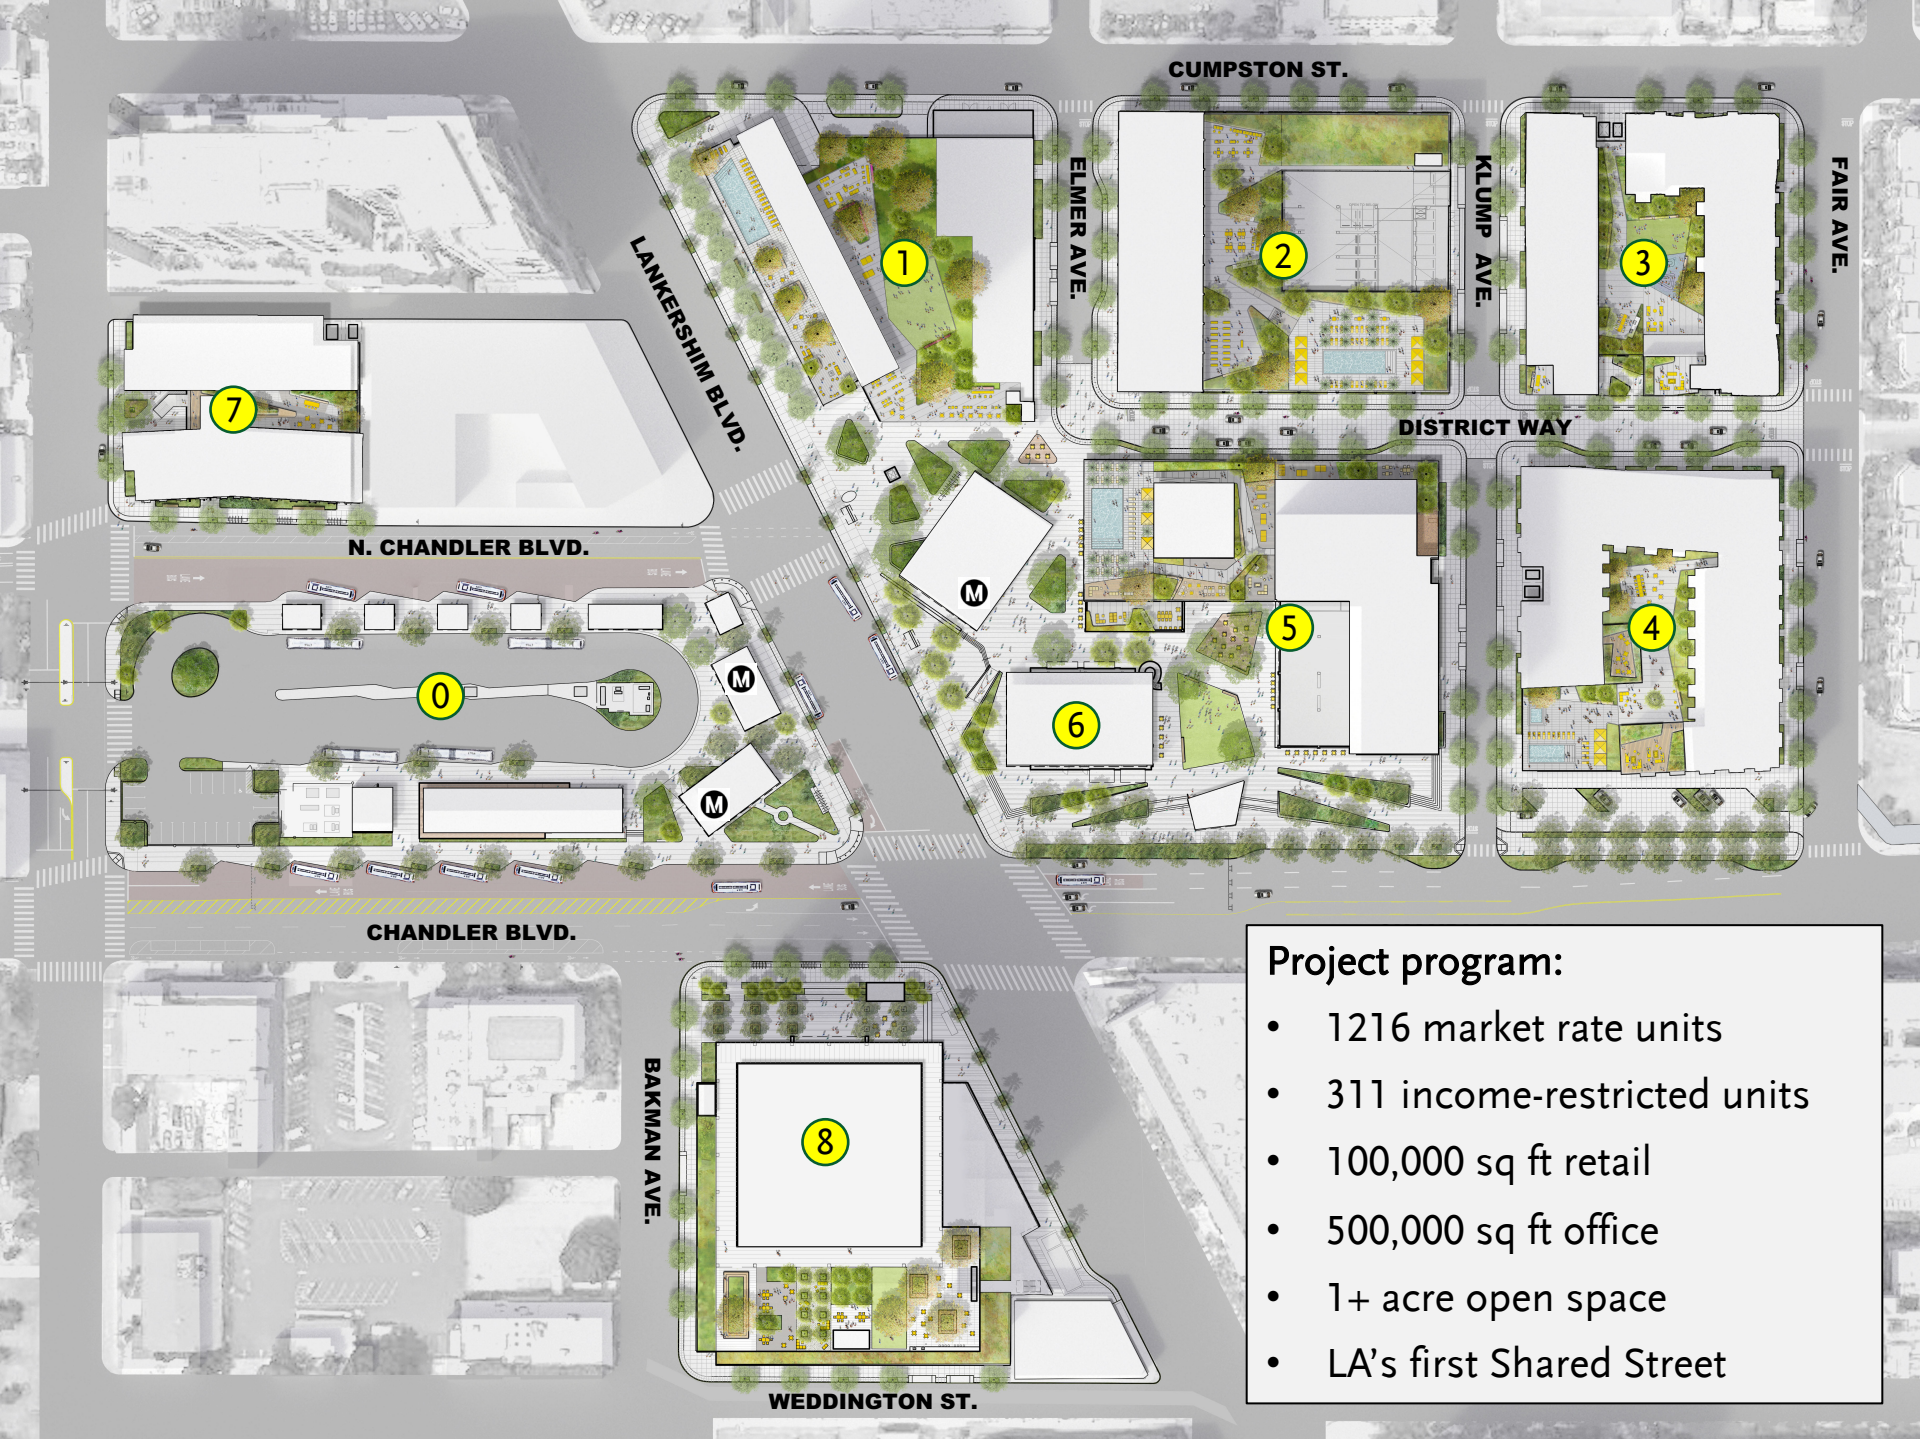 CUMPSTON ST.
ELMER AVE.
KLUMP AVE.
FAIR AVE.
LANKERSHIM BLVD.
1
2
3
7
DISTRICT WAY
N. CHANDLER BLVD.
M
5
4
M
0
6
M
CHANDLER BLVD.
BAKMAN AVE.
8
WEDDINGTON ST.
Project program:
• 1216 market rate units
• 311 income-restricted units
• 100,000 sq ft retail
• 500,000 sq ft office
• 1+ acre open space
• LA's first Shared Street